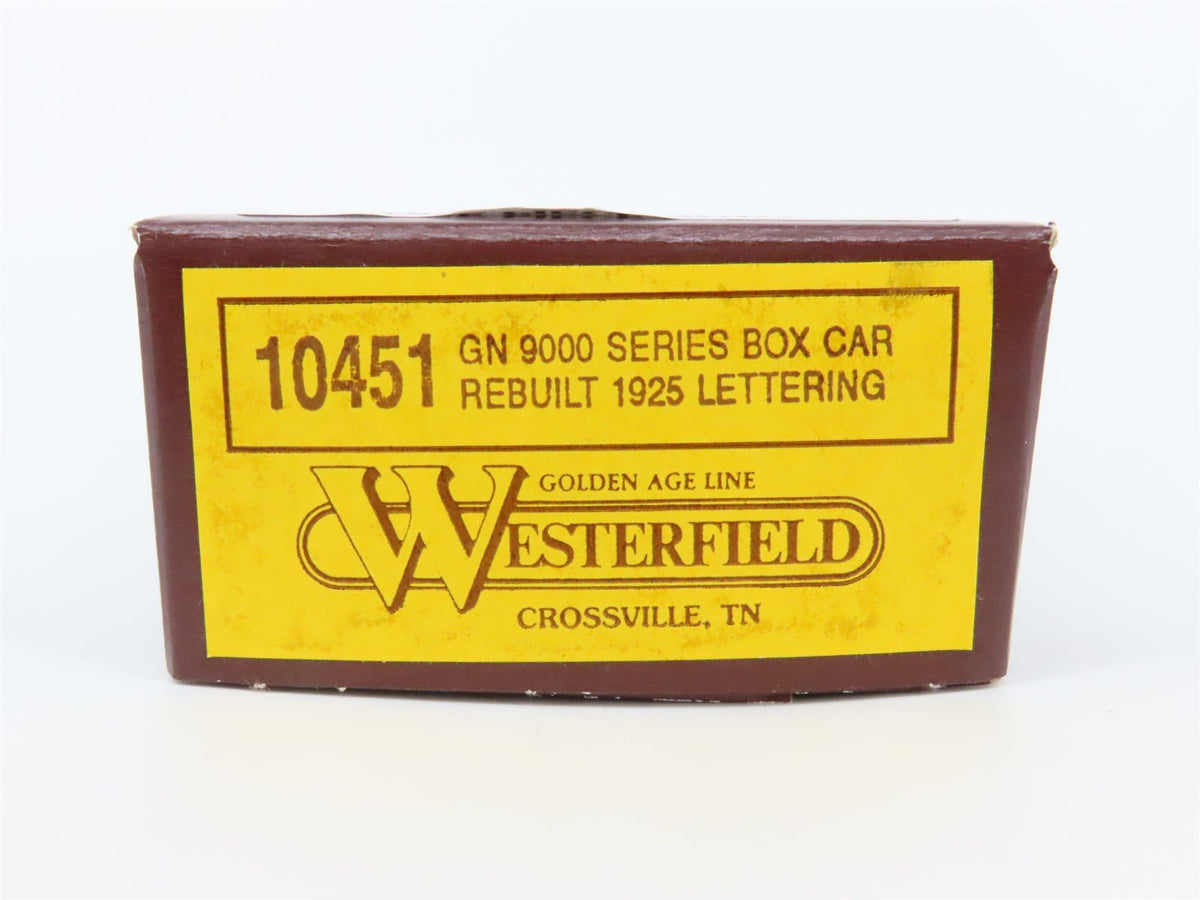 10451 GN 9000 SERIES BOX CAR
REBUILT 1925 LETTERING
GOLDEN AGE LINE
WESTERFIELD
CROSSVILLE, TN